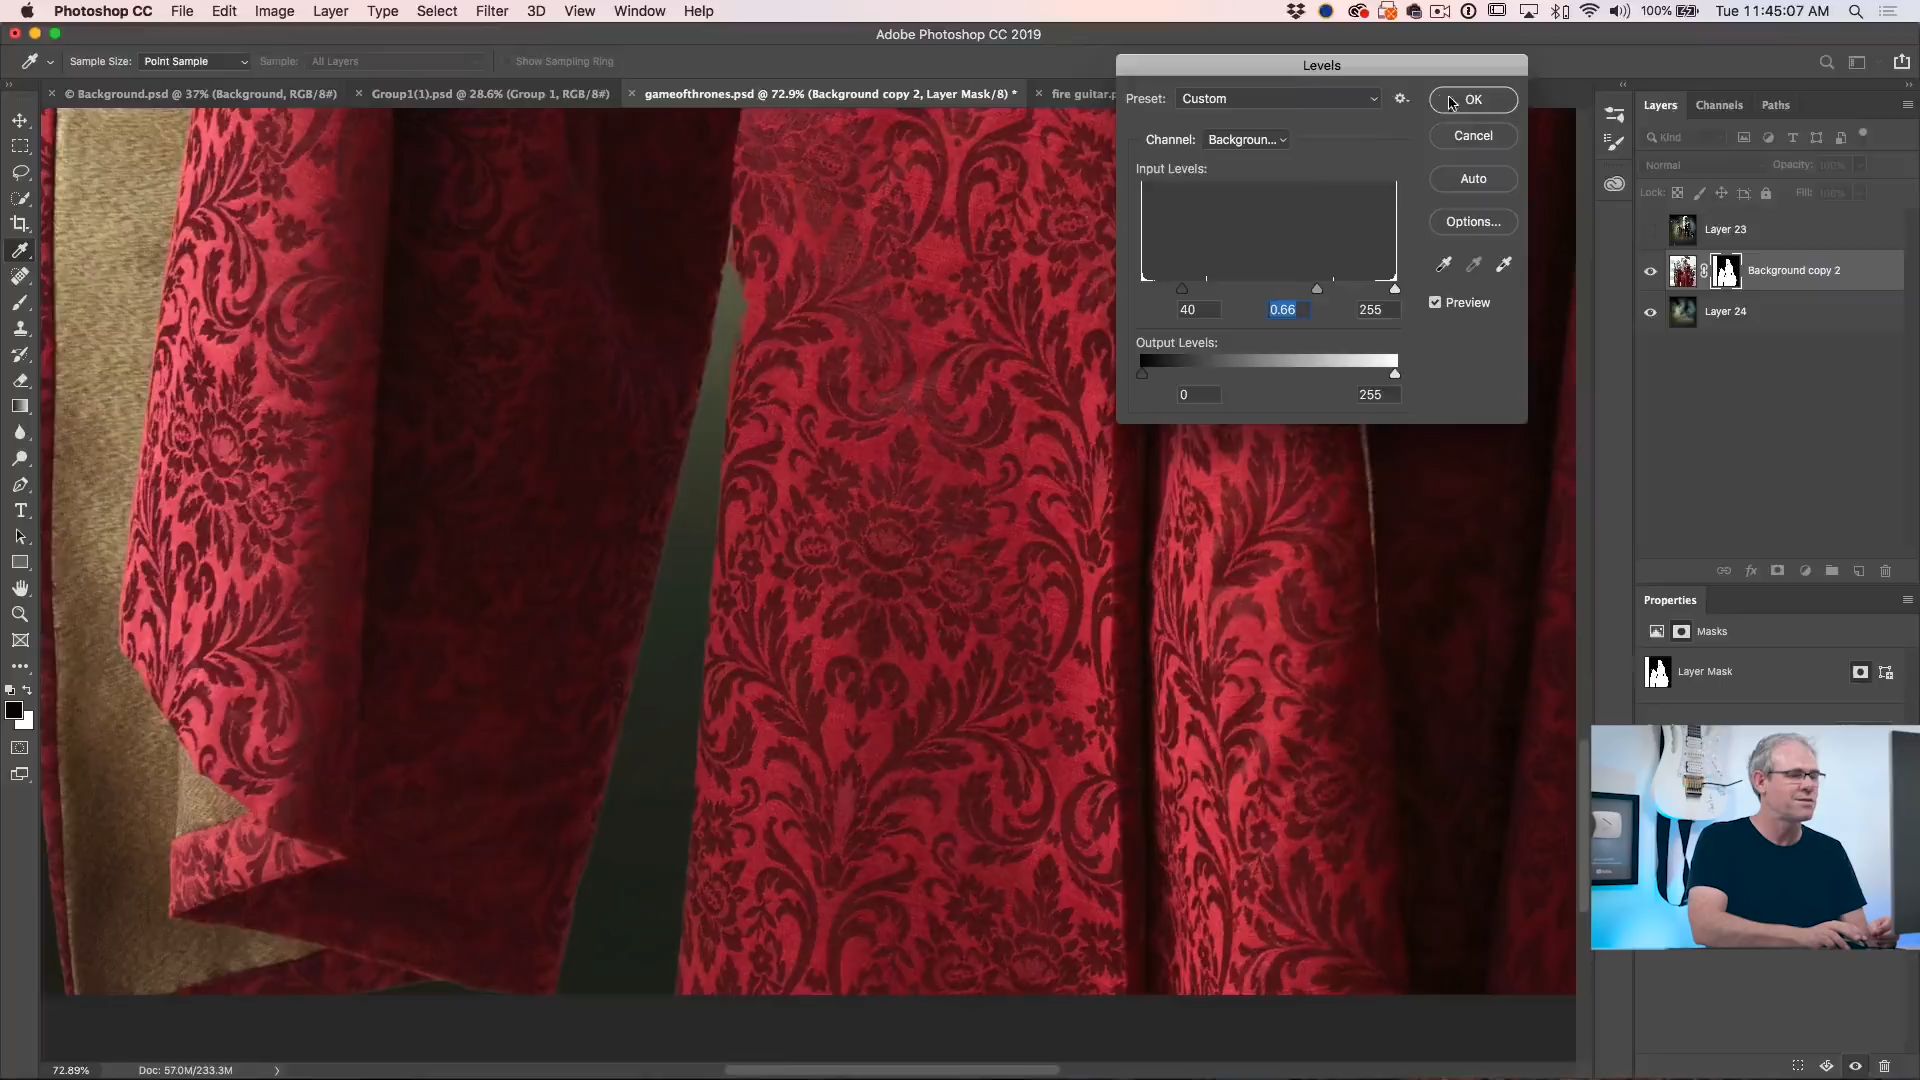 Photoshop CC File Edit Image Layer Type Select Filter 3D View Window Help 100% Tue 11:45:07 AM
Adobe Photoshop CC 2019
Sample Size: Point Sample Sample: All Layers Show Sampling Ring
© Background.psd @ 37% (Background, RGB/8#) Group1(1).psd @ 28.6% (Group 1, RGB/8#) gameofthrones.psd @ 72.9% (Background copy 2, Layer Mask/8) * fire guitar.p
Levels
Preset: Custom OK
Cancel
Channel: Backgroun...
Input Levels:
Auto
Options...
40 0.66 255
Preview
Output Levels:
0 255
Layers Channels Paths
Kind
Normal Opacity: 100%
Lock: Fill: 100%
Layer 23
Background copy 2
Layer 24
Properties
Masks
Layer Mask
72.89% Doc: 57.0M/233.3M